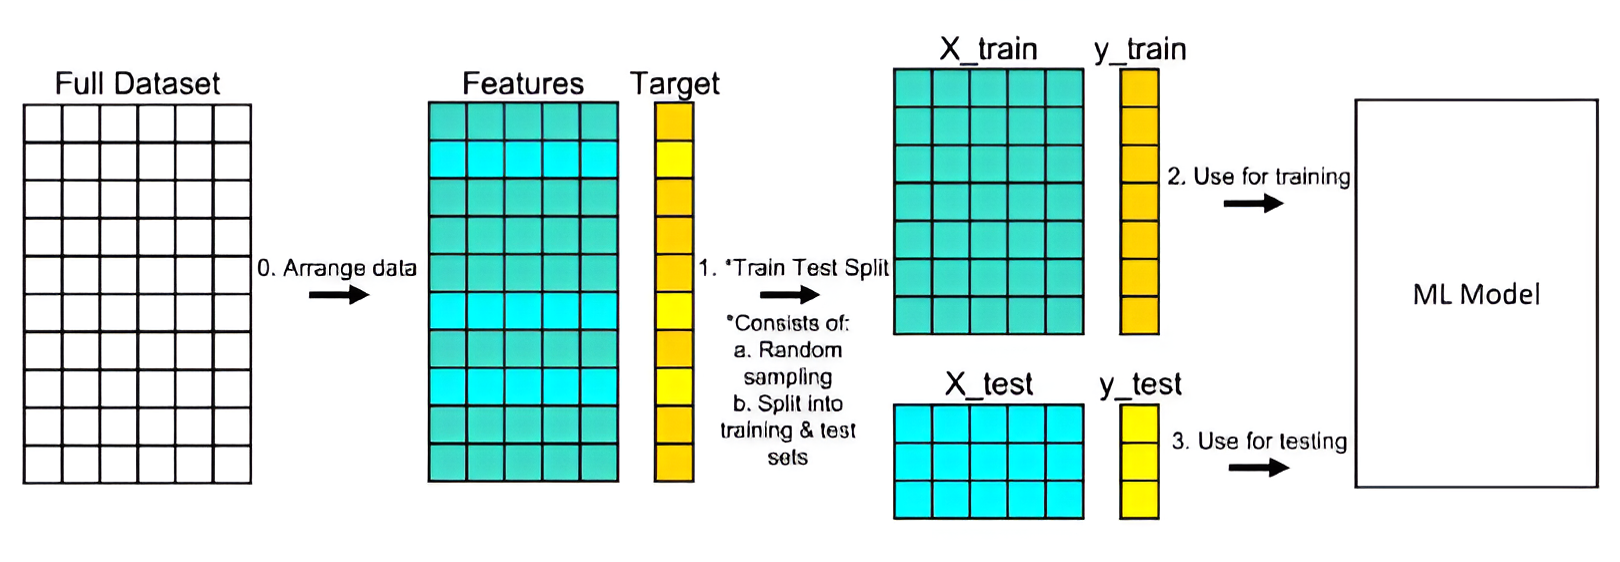 Full Dataset
0. Arrange data
Features
Target
1. *Train Test Split
*Consists of:
a. Random
sampling
b. Split into
training & test
sets
X_train
y_train
2. Use for training
X_test
y_test
3. Use for testing
ML Model